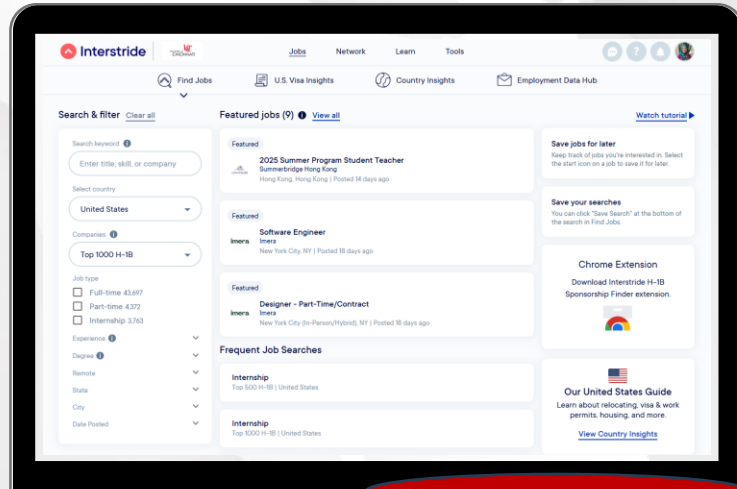 Interstride
CINCINNATI
Jobs Network Learn Tools
Find Jobs U.S. Visa Insights Country Insights Employment Data Hub
Search & filter Clear all
Search keyword
Enter title, skill, or company
Select country
United States
Companies
Top 1000 H-1B
Job type
Full-time 43,697
Part-time 4,372
Internship 3,763
Experience
Degree
Remote
State
City
Date Posted
Featured jobs (9) View all
Featured
2025 Summer Program Student Teacher
Summerbridge Hong Kong
Hong Kong, Hong Kong | Posted 14 days ago
Featured
Software Engineer
Imera Imera
New York City, NY | Posted 18 days ago
Featured
Designer - Part-Time/Contract
Imera Imera
New York City (In-Person/Hybrid), NY | Posted 18 days ago
Frequent Job Searches
Internship
Top 500 H-1B | United States
Internship
Top 1000 H-1B | United States
Watch tutorial
Save jobs for later
Keep track of jobs you're interested in. Select
the start icon on a job to save it for later.
Save your searches
You can click "Save Search" at the bottom of
the search in Find Jobs.
Chrome Extension
Download Interstride H-1B
Sponsorship Finder extension.
Our United States Guide
Learn about relocating, visa & work
permits, housing, and more.
View Country Insights